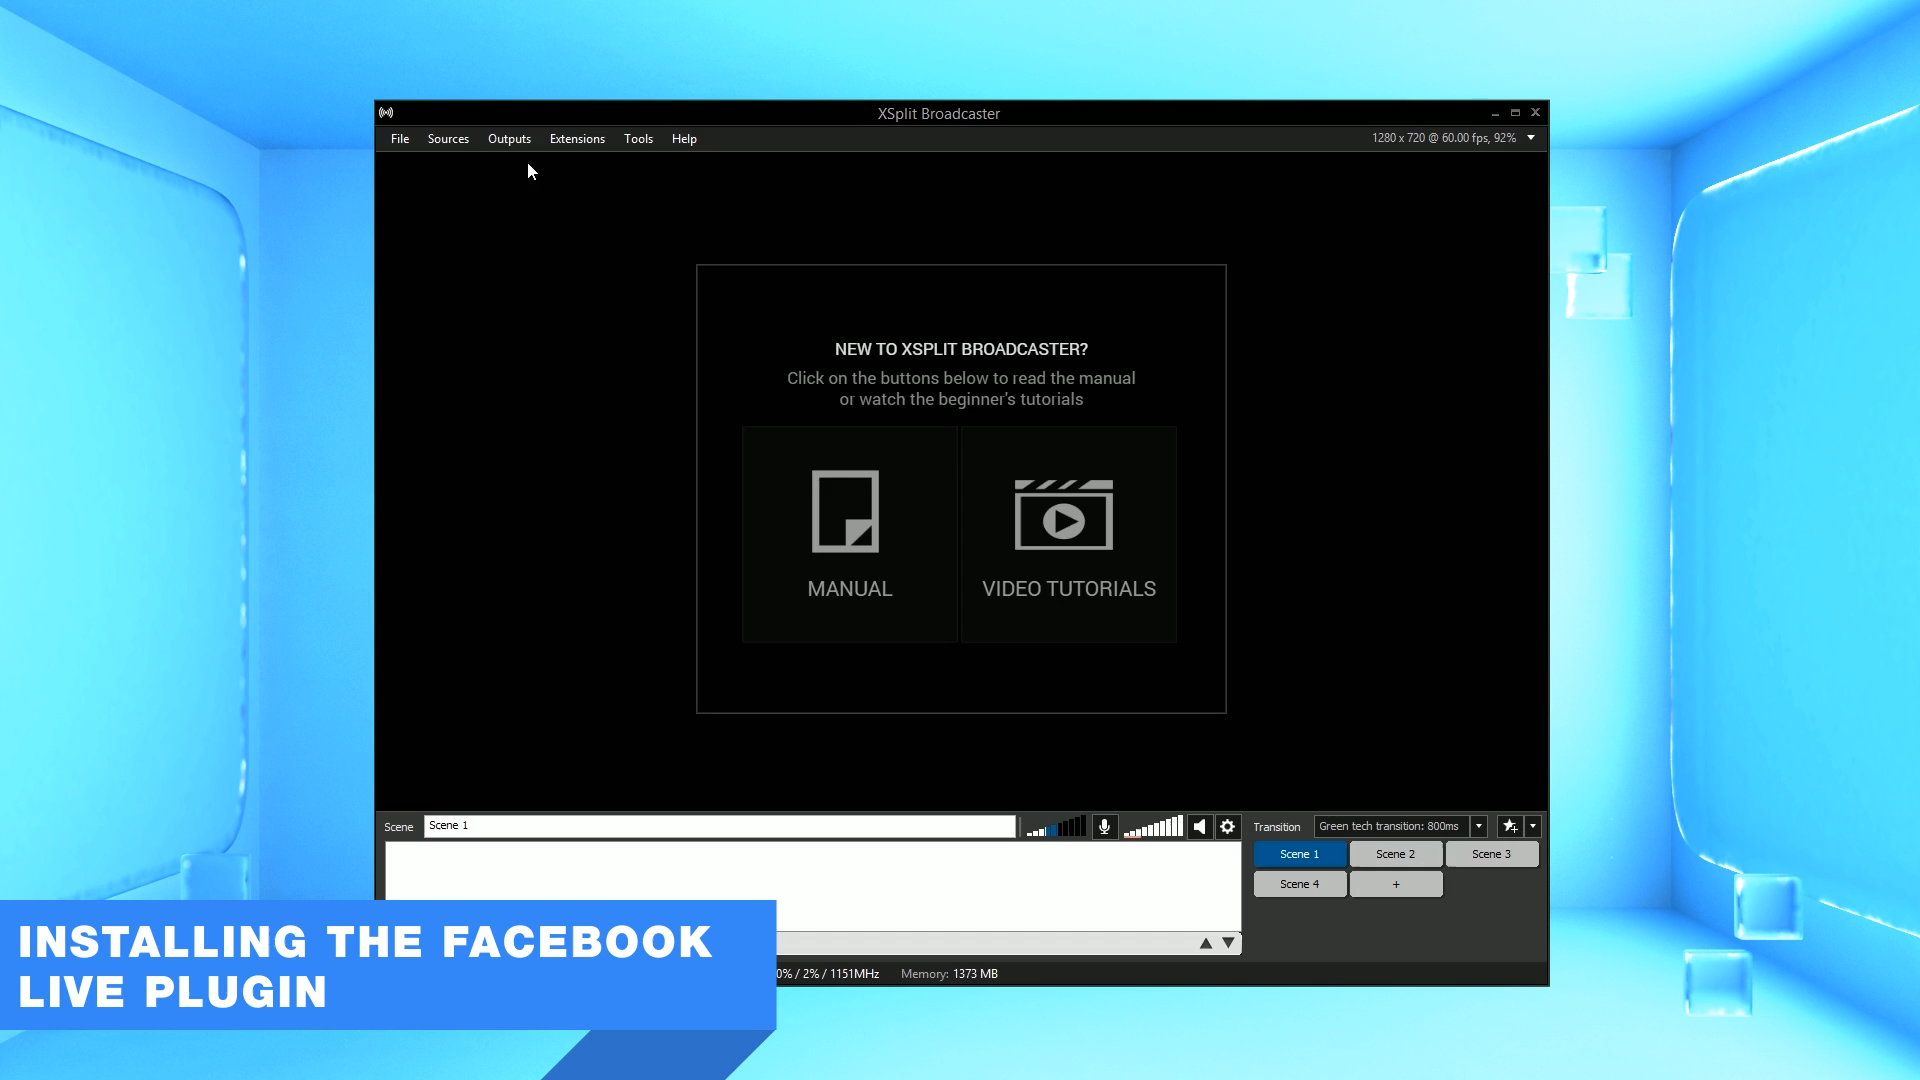 XSplit Broadcaster
File Sources Outputs Extensions Tools Help
1280 x 720 @ 60.00 fps, 92%
NEW TO XSPLIT BROADCASTER?
Click on the buttons below to read the manual
or watch the beginner's tutorials
MANUAL
VIDEO TUTORIALS
Scene
Scene 1
Transition
Green tech transition: 800ms
Scene 1
Scene 2
Scene 3
Scene 4
+
0% / 2% / 1151MHz
Memory: 1373 MB
INSTALLING THE FACEBOOK
LIVE PLUGIN